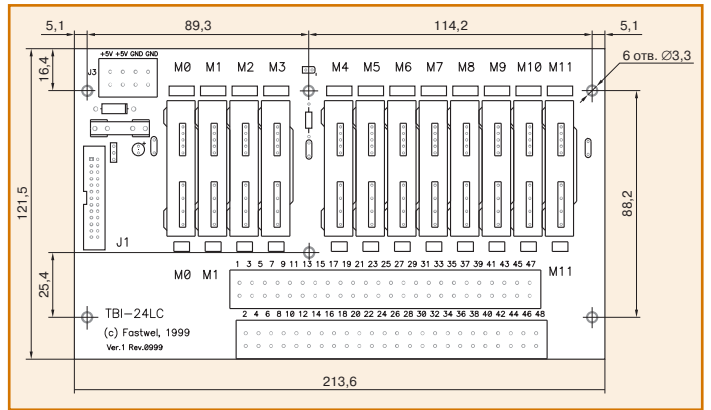 5,1 89,3 114,2 5,1
6 отв. ∅3,3
16,4
121,5
25,4
88,2
213,6
+5V +5V GND GND
J3
M0 M1 M2 M3 M4 M5 M6 M7 M8 M9 M10 M11
J1
M0 M1 M11
1 3 5 7 9 11 13 15 17 19 21 23 25 27 29 31 33 35 37 39 41 43 45 47
2 4 6 8 10 12 14 16 18 20 22 24 26 28 30 32 34 36 38 40 42 44 46 48
TBI-24LC
(c) Fastwel, 1999
Ver.1 Rev.0999